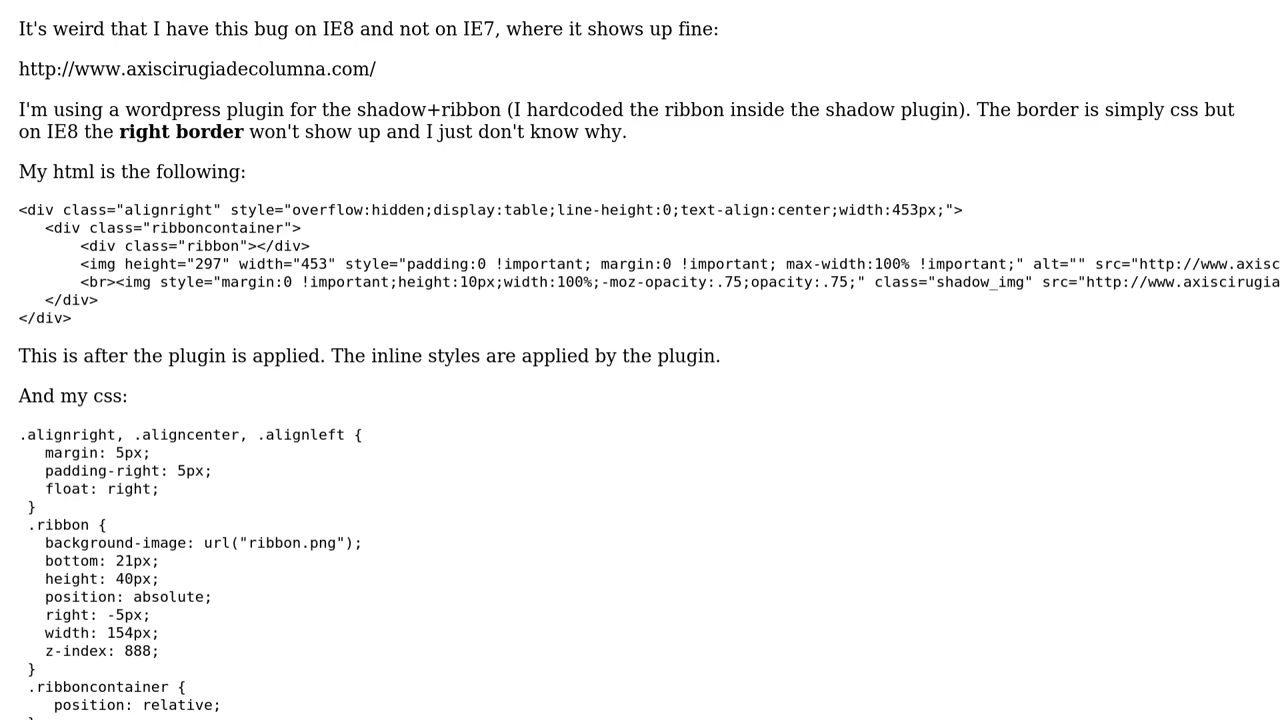 It's weird that I have this bug on IE8 and not on IE7, where it shows up fine:
http://www.axiscirugiadecolumna.com/
I'm using a wordpress plugin for the shadow+ribbon (I hardcoded the ribbon inside the shadow plugin). The border is simply css but
on IE8 the right border won't show up and I just don't know why.
My html is the following:
<div class="alignright" style="overflow:hidden;display:table;line-height:0;text-align:center;width:453px;">
   <div class="ribboncontainer">
       <div class="ribbon"></div>
       <img height="297" width="453" style="padding:0 !important; margin:0 !important; max-width:100% !important;" alt="" src="http://www.axisc
       <br><img style="margin:0 !important;height:10px;width:100%;-moz-opacity:.75;opacity:.75;" class="shadow_img" src="http://www.axiscirugia
   </div>
</div>
This is after the plugin is applied. The inline styles are applied by the plugin.
And my css:
.alignright, .aligncenter, .alignleft {
   margin: 5px;
   padding-right: 5px;
   float: right;
 }
 .ribbon {
   background-image: url("ribbon.png");
   bottom: 21px;
   height: 40px;
   position: absolute;
   right: -5px;
   width: 154px;
   z-index: 888;
 }
 .ribboncontainer {
    position: relative;